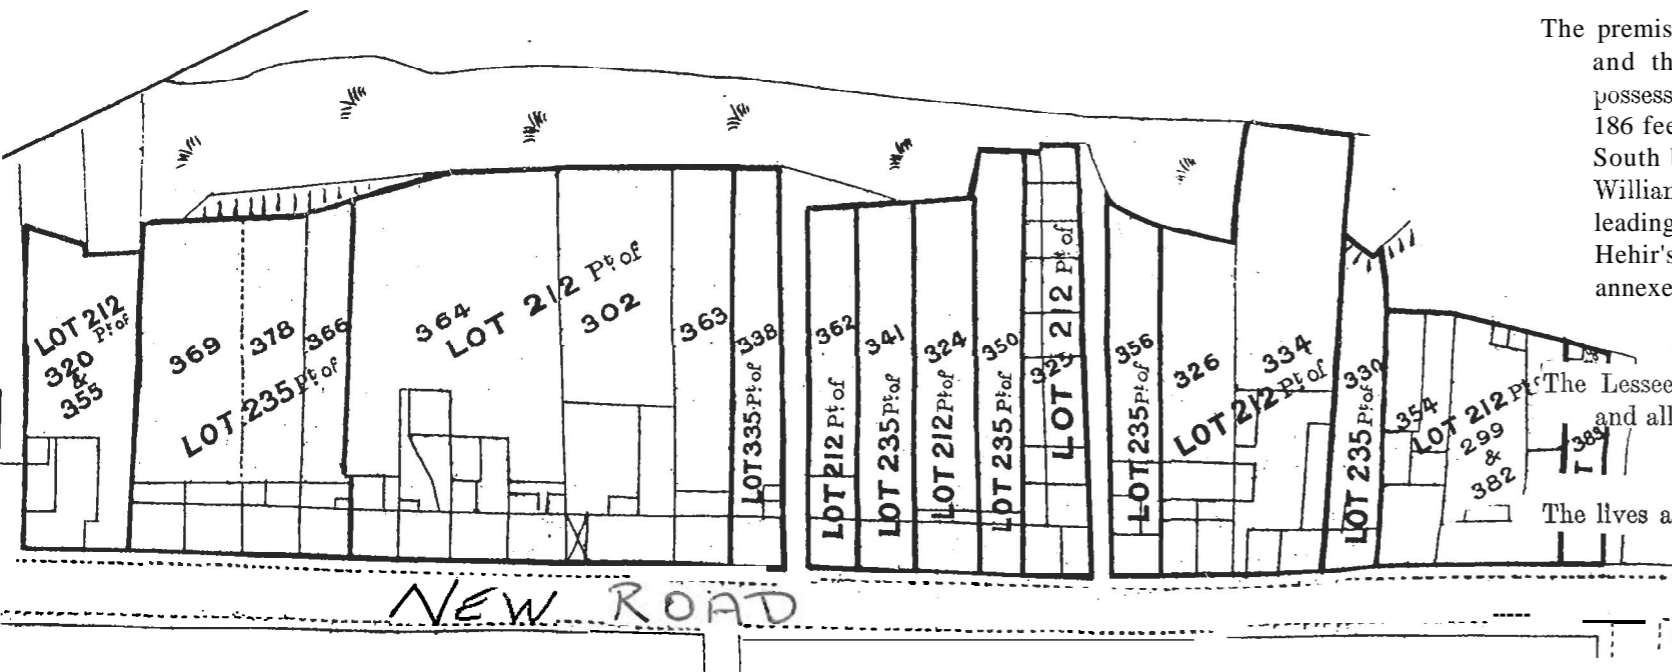 LOT 212
Pt of
320
&
355
369
378
366
LOT 235 Pt of
364
LOT 212 Pt of
302
363
338
LOT 335 Pt of
362
LOT 212 Pt of
341
LOT 235 Pt of
324
LOT 212 Pt of
350
LOT 235 Pt of
325
LOT 212 Pt of
356
LOT 235 Pt of
326
334
LOT 212 Pt of
330
LOT 235 Pt of
354
LOT 212 Pt
299
&
382
The premis
and th
possess
186 fee
South
William
leading
Hehir's
annexe
The Lessee
and all
The lives a
NEW ROAD